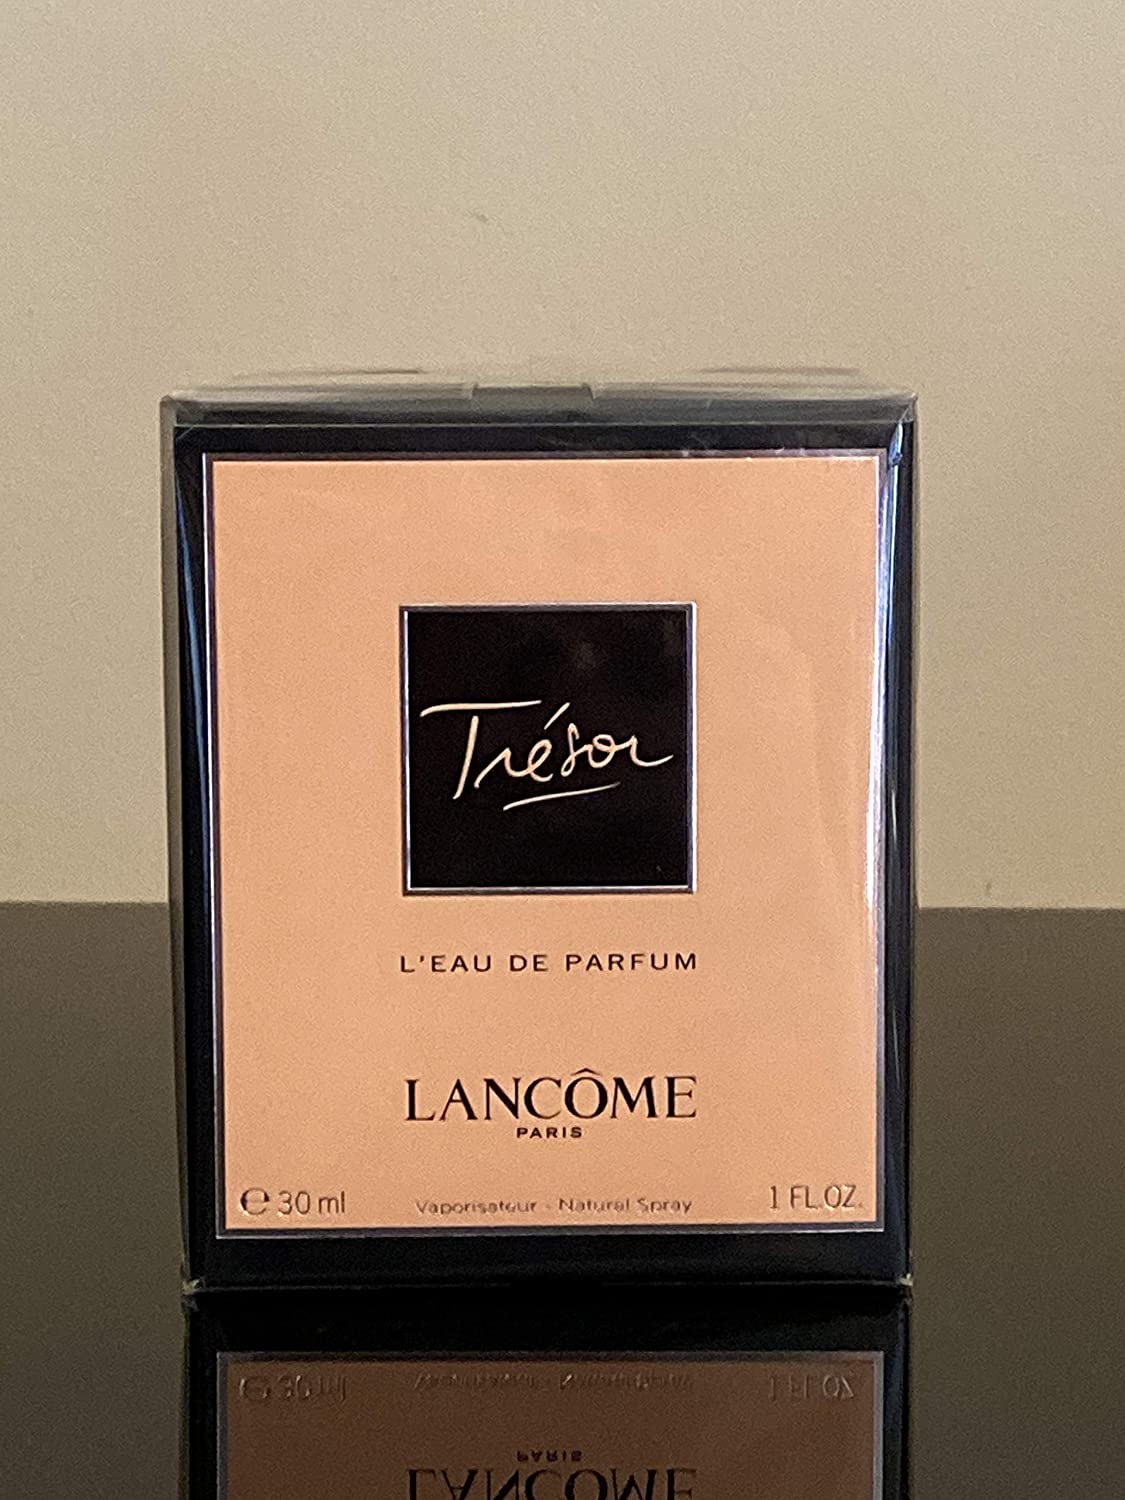 Trésor
L'EAU DE PARFUM
LANCÔME
PARIS
℮ 30 ml Vaporisateur - Natural Spray 1 FL.OZ.